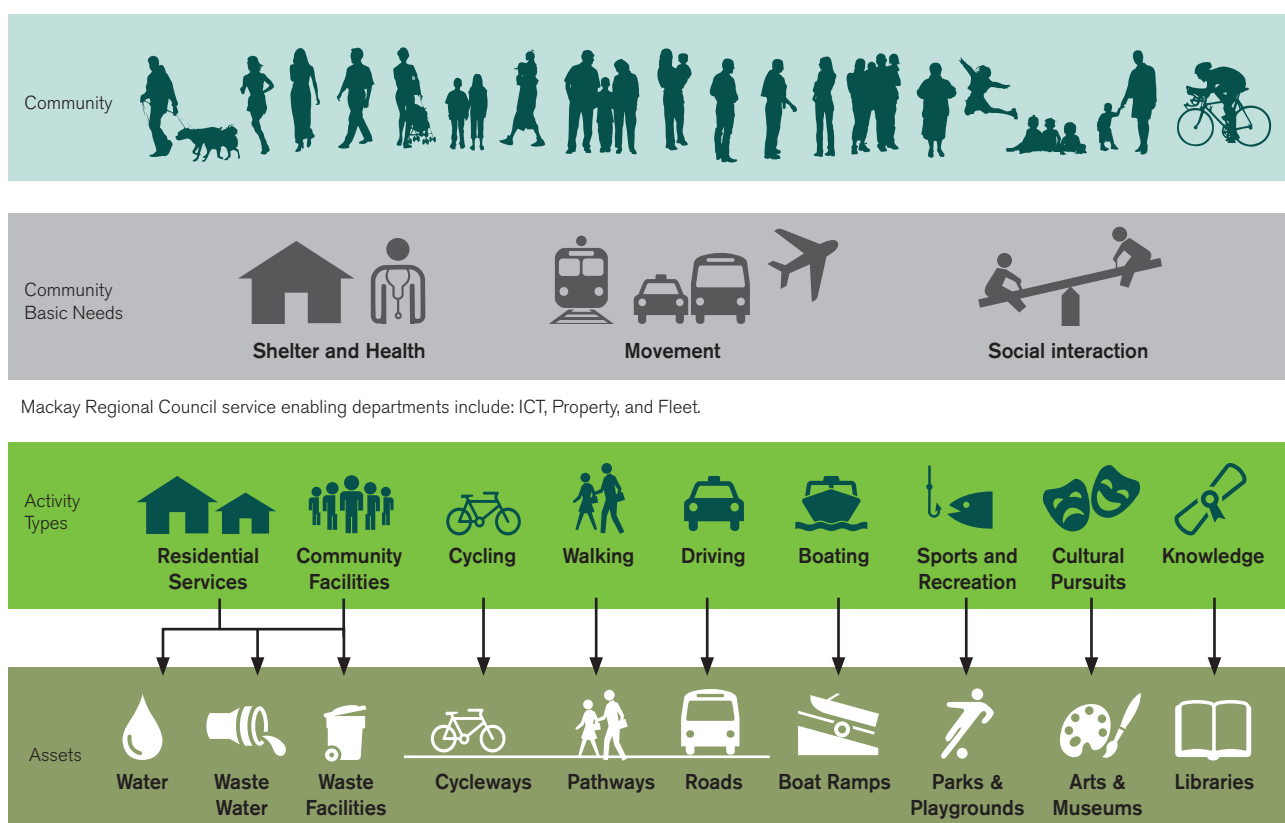 Community
Community
Basic Needs
Shelter and Health
Movement
Social interaction
Mackay Regional Council service enabling departments include: ICT, Property, and Fleet.
Activity
Types
Residential
Services
Community
Facilities
Cycling
Walking
Driving
Boating
Sports and
Recreation
Cultural
Pursuits
Knowledge
Assets
Water
Waste
Water
Waste
Facilities
Cycleways
Pathways
Roads
Boat Ramps
Parks &
Playgrounds
Arts &
Museums
Libraries